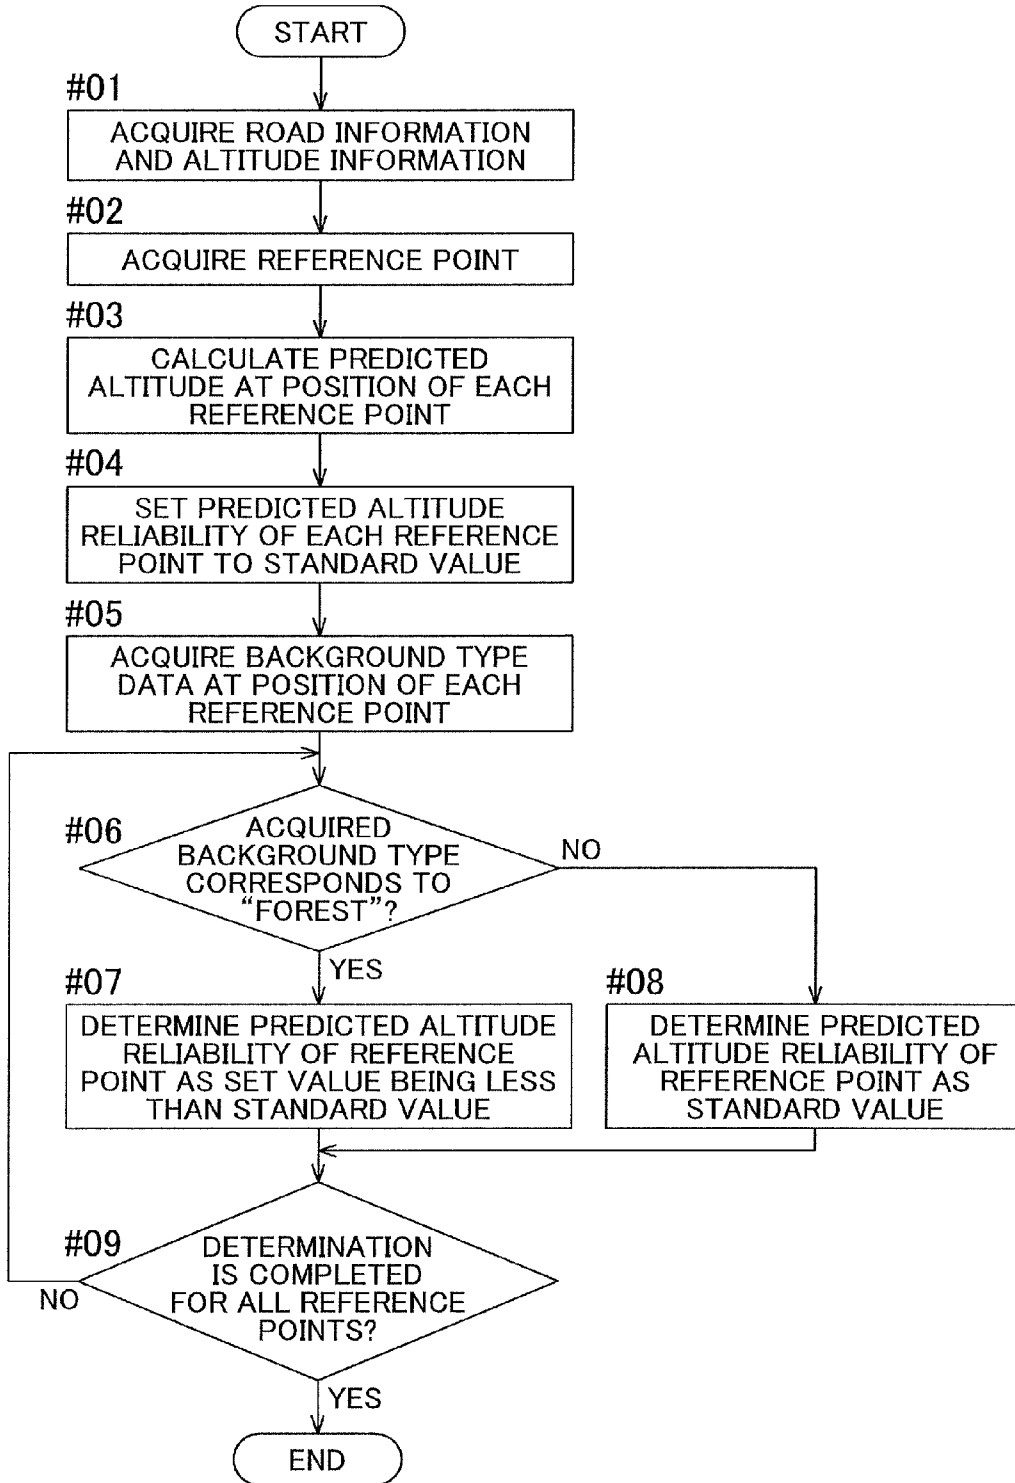 START
#01
ACQUIRE ROAD INFORMATION
AND ALTITUDE INFORMATION
#02
ACQUIRE REFERENCE POINT
#03
CALCULATE PREDICTED
ALTITUDE AT POSITION OF EACH
REFERENCE POINT
#04
SET PREDICTED ALTITUDE
RELIABILITY OF EACH REFERENCE
POINT TO STANDARD VALUE
#05
ACQUIRE BACKGROUND TYPE
DATA AT POSITION OF EACH
REFERENCE POINT
#06
ACQUIRED
BACKGROUND TYPE
CORRESPONDS TO
“FOREST”?
NO
YES
#07
DETERMINE PREDICTED ALTITUDE
RELIABILITY OF REFERENCE
POINT AS SET VALUE BEING LESS
THAN STANDARD VALUE
#08
DETERMINE PREDICTED
ALTITUDE RELIABILITY OF
REFERENCE POINT AS
STANDARD VALUE
#09
DETERMINATION
IS COMPLETED
FOR ALL REFERENCE
POINTS?
NO
YES
END